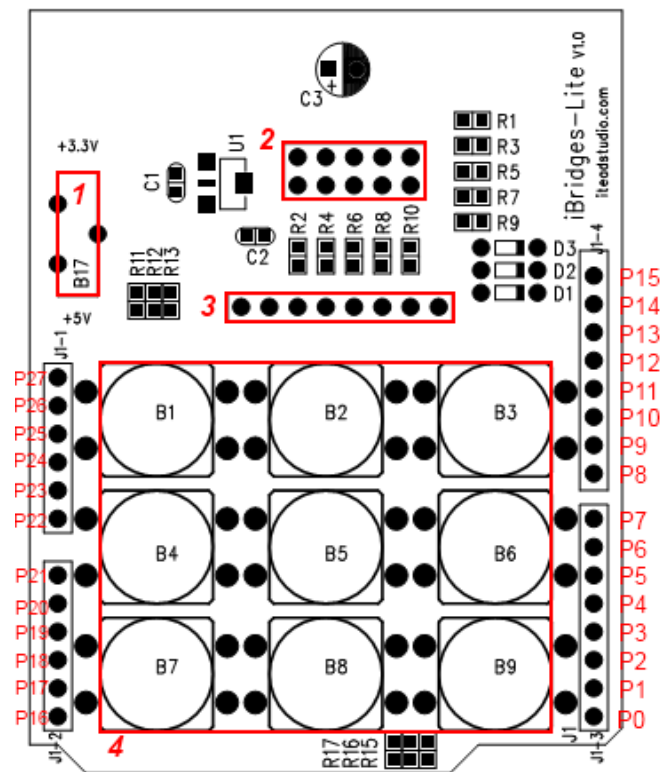 iBridges-Lite V1.0
iteadstudio.com
C3
+
+3.3V
1
B17
+5V
C1
U1
2
C2
R2
R4
R6
R8
R10
R1
R3
R5
R7
R9
D3
D2
D1
R11
R12
R13
3
J1-1
J1-4
P27
P26
P25
P24
P23
P22
P21
P20
P19
P18
P17
P16
J1-2
P15
P14
P13
P12
P11
P10
P9
P8
P7
P6
P5
P4
P3
P2
P1
P0
J1
J1-3
B1
B2
B3
B4
B5
B6
B7
B8
B9
4
R17
R16
R15